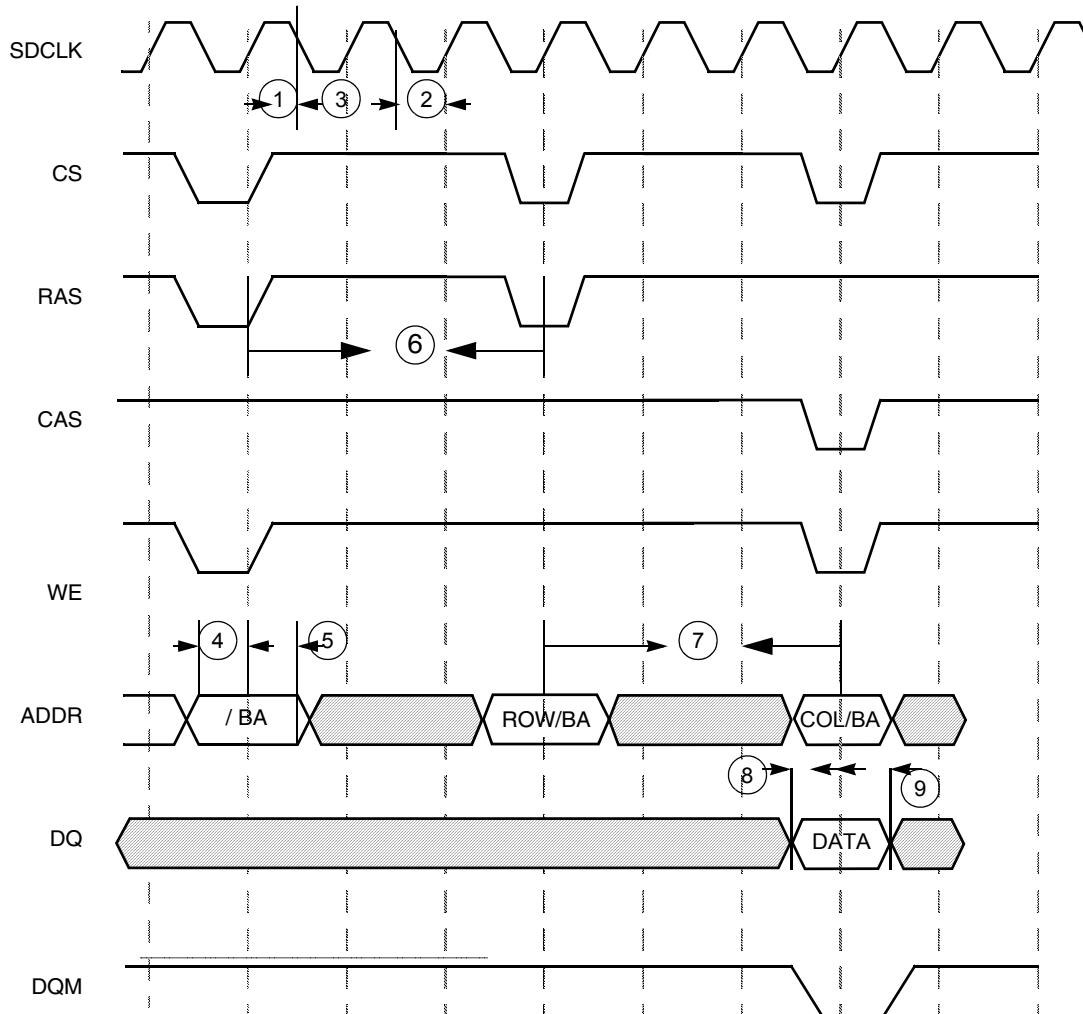 SDCLK
1 3 2
CS
RAS
6
CAS
WE
4 5 7
ADDR / BA ROW/BA COL/BA
8 9
DQ DATA
DQM